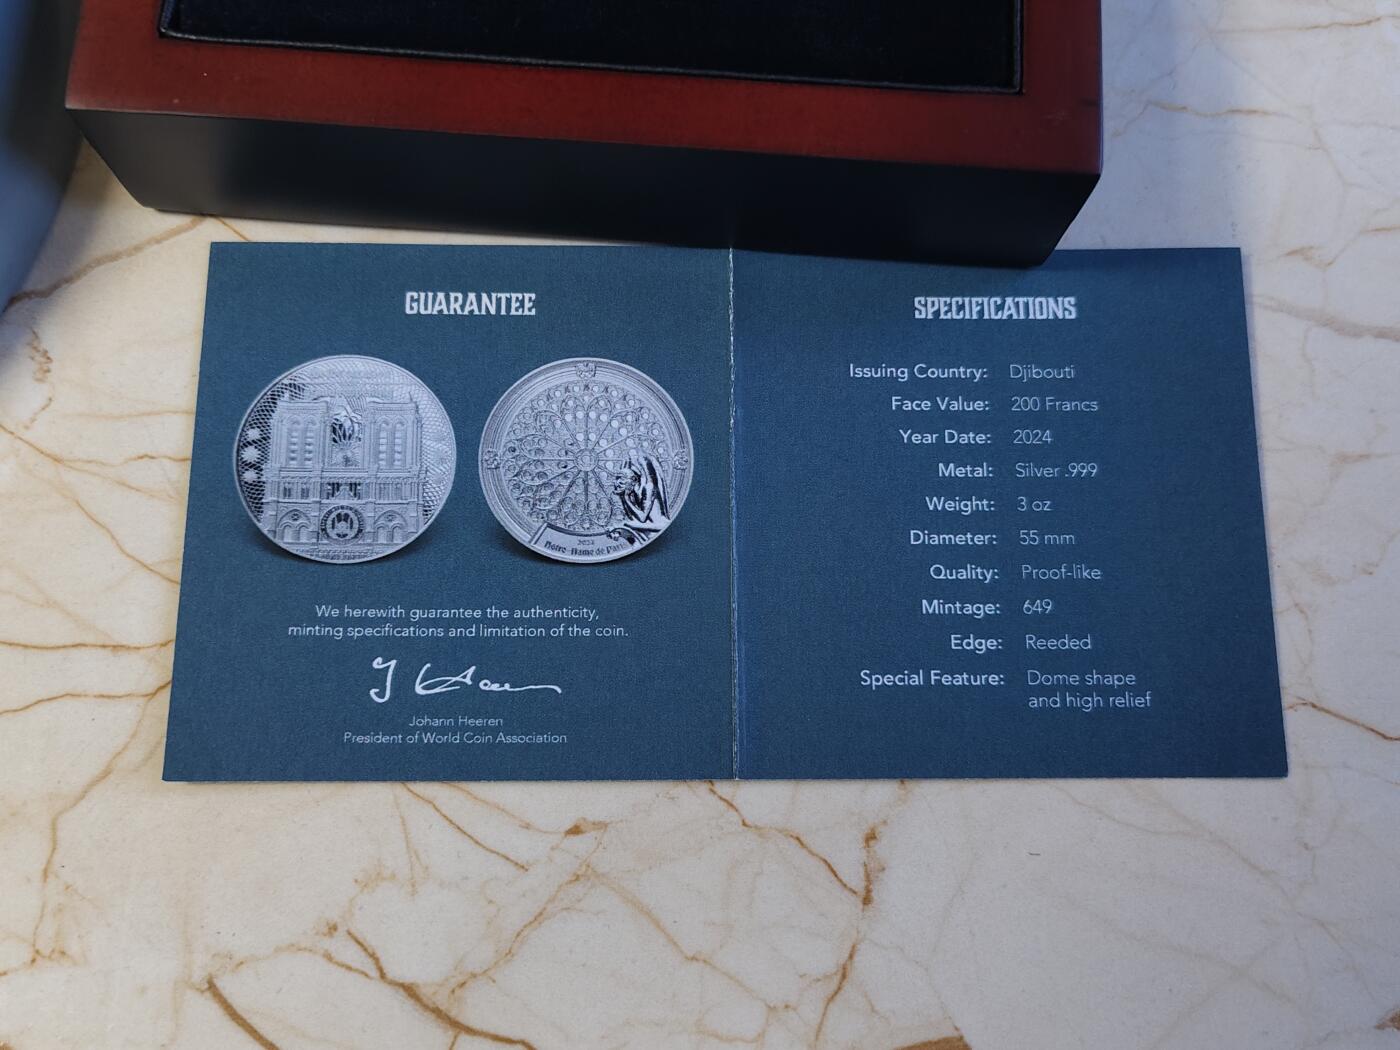 GUARANTEE
2024
Notre-Dame de Paris
We herewith guarantee the authenticity,
minting specifications and limitation of the coin.
J Heeren
Johann Heeren
President of World Coin Association
SPECIFICATIONS
Issuing Country: Djibouti
Face Value: 200 Francs
Year Date: 2024
Metal: Silver .999
Weight: 3 oz
Diameter: 55 mm
Quality: Proof-like
Mintage: 649
Edge: Reeded
Special Feature: Dome shape
and high relief